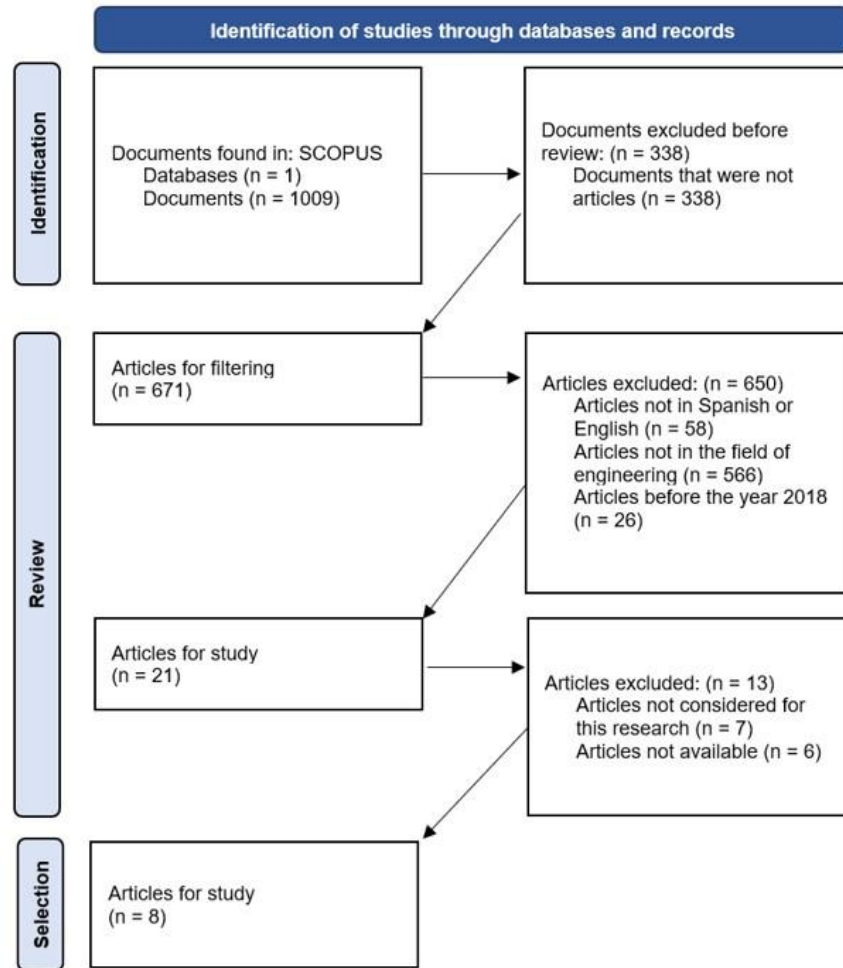 Identification of studies through databases and records
Identification
Documents found in: SCOPUS
Databases (n = 1)
Documents (n = 1009)
Documents excluded before
review: (n = 338)
Documents that were not
articles (n = 338)
Review
Articles for filtering
(n = 671)
Articles excluded: (n = 650)
Articles not in Spanish or
English (n = 58)
Articles not in the field of
engineering (n = 566)
Articles before the year 2018
(n = 26)
Articles for study
(n = 21)
Articles excluded: (n = 13)
Articles not considered for
this research (n = 7)
Articles not available (n = 6)
Selection
Articles for study
(n = 8)